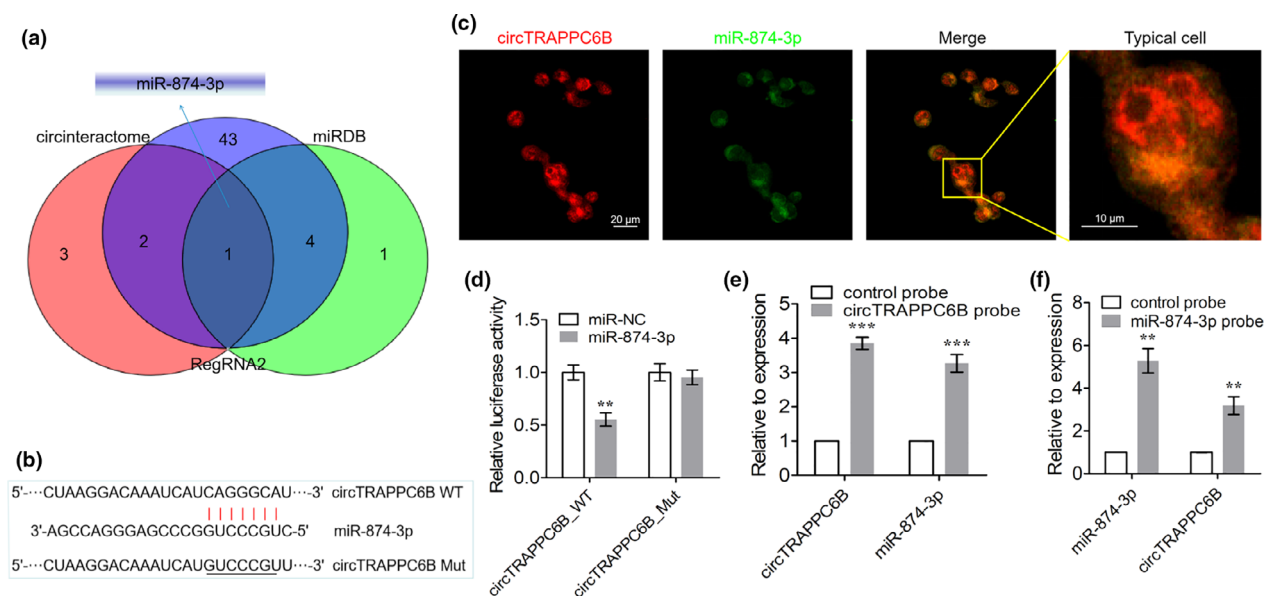 (a)
miR-874-3p
circinteractome
43
miRDB
3
2
1
4
1
RegRNA2
(b)
5'-···CUAAGGACAAAUCAUCAGGGCAU···-3' circTRAPPC6B WT
3'-AGCCAGGGAGCCCGGUCCCGUC-5' miR-874-3p
5'-···CUAAGGACAAAUCAUGUCCCGUU···-3' circTRAPPC6B Mut
(c)
circTRAPPC6B
miR-874-3p
Merge
Typical cell
20 µm
10 µm
(d)
Relative luciferase activity
miR-NC
miR-874-3p
1.5
1.0
0.5
0.0
**
circTRAPPC6B_WT
circTRAPPC6B_Mut
(e)
Relative to expression
control probe
circTRAPPC6B probe
5
4
3
2
1
0
***
***
circTRAPPC6B
miR-874-3p
(f)
Relative to expression
control probe
miR-874-3p probe
8
6
4
2
0
**
**
miR-874-3p
circTRAPPC6B